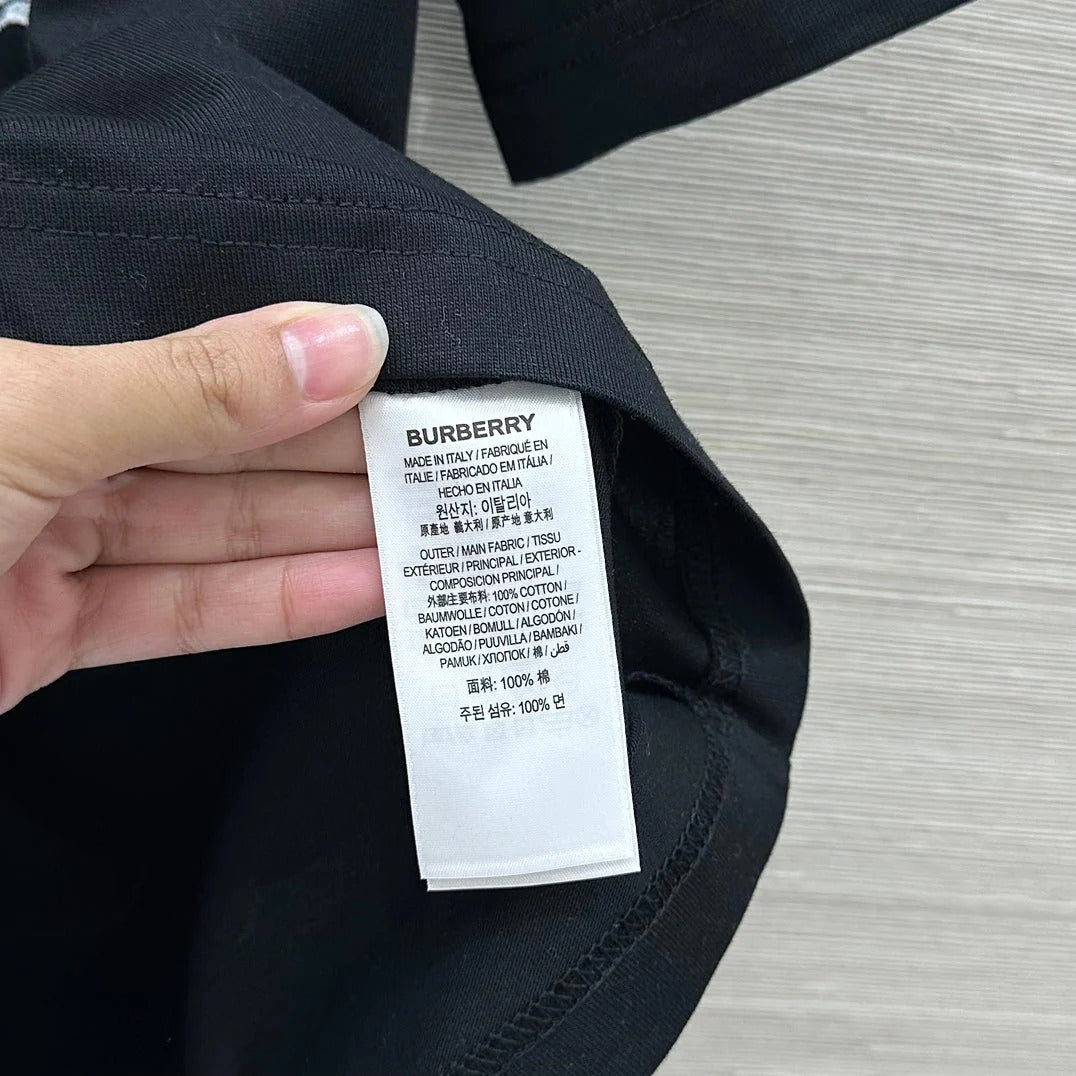 BURBERRY
MADE IN ITALY / FABRIQUÉ EN
ITALIE / FABRICADO EM ITÁLIA /
HECHO EN ITALIA
원산지: 이탈리아
原產地 義大利 / 原产地 意大利
OUTER / MAIN FABRIC / TISSU
EXTÉRIEUR / PRINCIPAL / EXTERIOR -
COMPOSICION PRINCIPAL /
外部主要布料: 100% COTTON /
BAUMWOLLE / COTON / COTONE /
KATOEN / BOMULL / ALGODÓN /
ALGODÃO / PUUVILLA / BAMBAKI /
PAMUK / ХЛОПОК / 棉 / قطن
面料: 100% 棉
주된 섬유: 100% 면